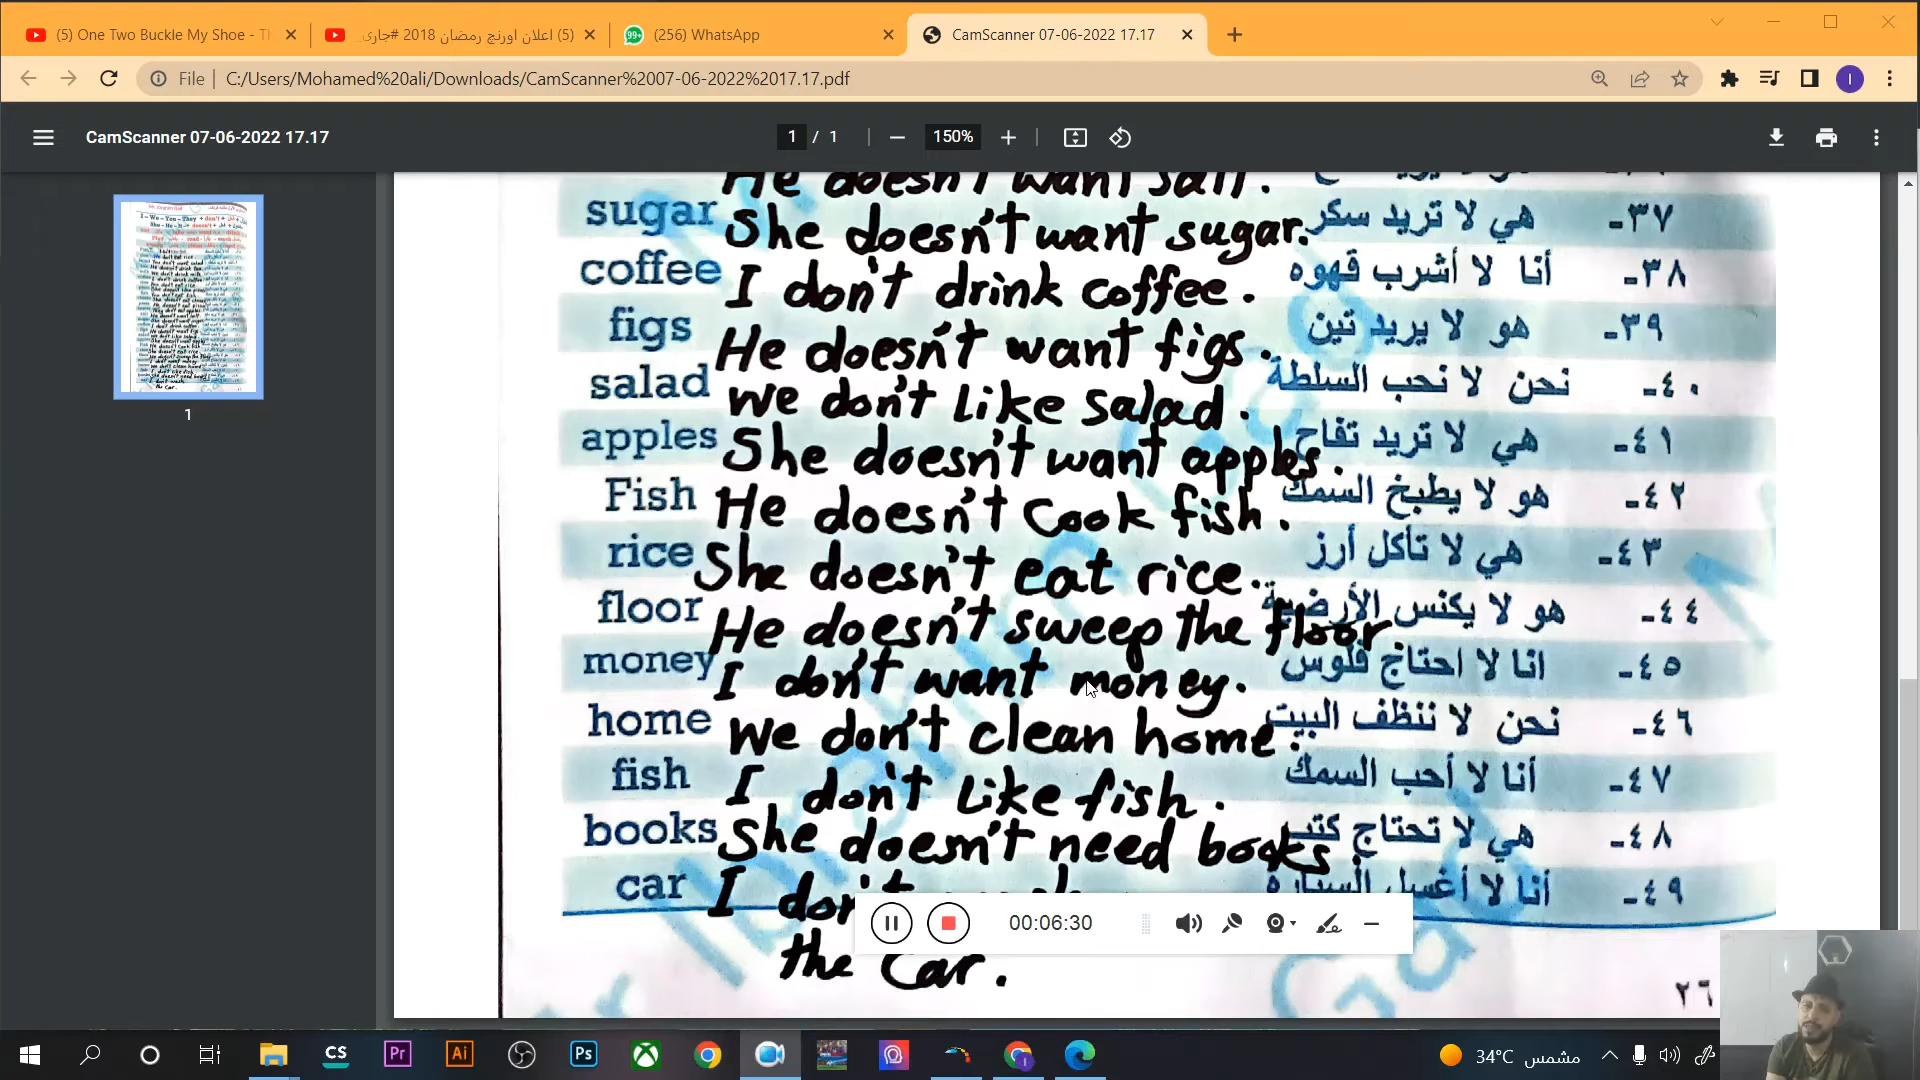 (5) One Two Buckle My Shoe - Th
(5) اعلان اورنچ رمضان 2018 #جارى
(256) WhatsApp
CamScanner 07-06-2022 17.17
File
C:/Users/Mohamed%20ali/Downloads/CamScanner%2007-06-2022%2017.17.pdf
CamScanner 07-06-2022 17.17
1 / 1
150%
1
He doesn't want salt.
sugar She doesn't want sugar. هي لا تريد سكر ٣٧-
coffee I don't drink coffee. أنا لا أشرب قهوه ٣٨-
figs He doesn't want figs. هو لا يريد تين ٣٩-
salad We don't like salad. نحن لا نحب السلطة ٤٠-
apples She doesn't want apples. هي لا تريد تفاح ٤١-
Fish He doesn't cook fish. هو لا يطبخ السمك ٤٢-
rice She doesn't eat rice. هي لا تأكل أرز ٤٣-
floor He doesn't sweep the floor. هو لا يكنس الأرضية ٤٤-
money I don't want money. انا لا احتاج فلوس ٤٥-
home We don't clean home. نحن لا ننظف البيت ٤٦-
fish I don't like fish. أنا لا أحب السمك ٤٧-
books She doesn't need books. هي لا تحتاج كتب ٤٨-
car I don't أنا لا أغسل السيارة ٤٩-
the car.
٢٦
00:06:30
34°C مشمس